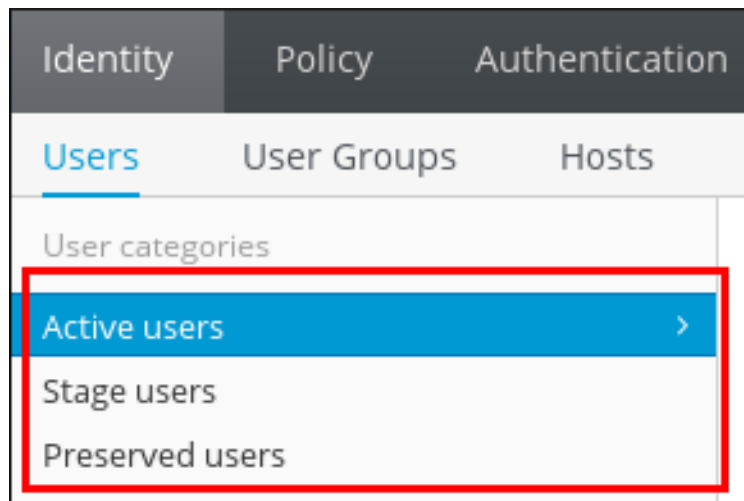 Identity Policy Authentication
Users User Groups Hosts
User categories
Active users
Stage users
Preserved users